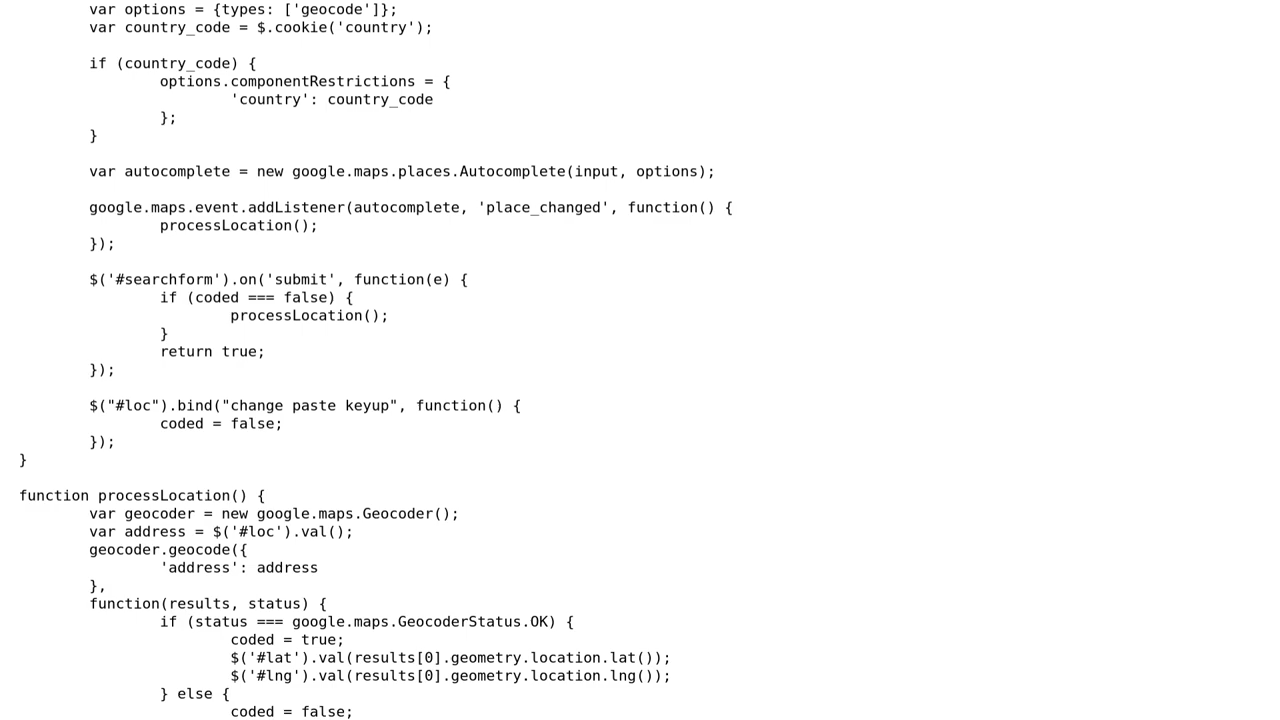 var options = {types: ['geocode']};
var country_code = $.cookie('country');
if (country_code) {
options.componentRestrictions = {
'country': country_code
};
}
var autocomplete = new google.maps.places.Autocomplete(input, options);
google.maps.event.addListener(autocomplete, 'place_changed', function() {
processLocation();
});
$('#searchform').on('submit', function(e) {
if (coded === false) {
processLocation();
}
return true;
});
$("#loc").bind("change paste keyup", function() {
coded = false;
});
}
function processLocation() {
var geocoder = new google.maps.Geocoder();
var address = $('#loc').val();
geocoder.geocode({
'address': address
},
function(results, status) {
if (status === google.maps.GeocoderStatus.OK) {
coded = true;
$('#lat').val(results[0].geometry.location.lat());
$('#lng').val(results[0].geometry.location.lng());
} else {
coded = false;